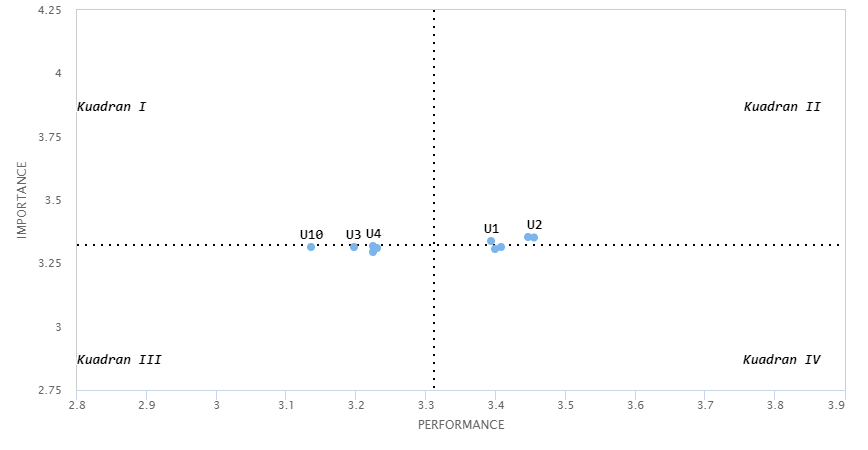 4.25
4
Kuadran I
Kuadran II
3.75
3.5
IMPORTANCE
U10
U3
U4
U1
U2
3.25
3
Kuadran III
Kuadran IV
2.75
2.8
2.9
3
3.1
3.2
3.3
3.4
3.5
3.6
3.7
3.8
3.9
PERFORMANCE